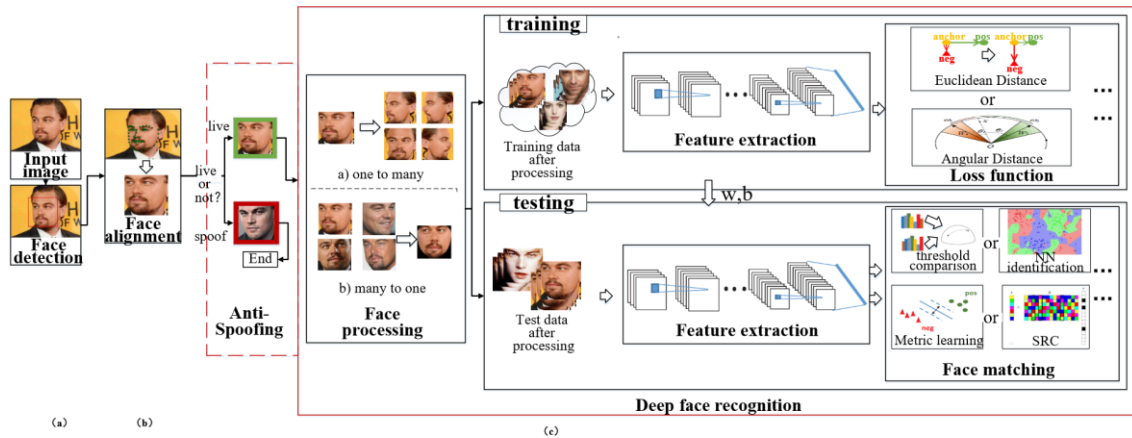 Input
image
Face
detection
Face
alignment
live
live
or
not?
spoof
End
Anti-
Spoofing
a) one to many
b) many to one
Face
processing
training
Training data
after
processing
Feature extraction
anchor pos
neg
anchor pos
neg
Euclidean Distance
or
Angular Distance
Loss function
w,b
testing
Test data
after
processing
Feature extraction
threshold
comparison
or
NN
identification
pos
neg
Metric learning
or
SRC
Face matching
Deep face recognition
(a)
(b)
(c)